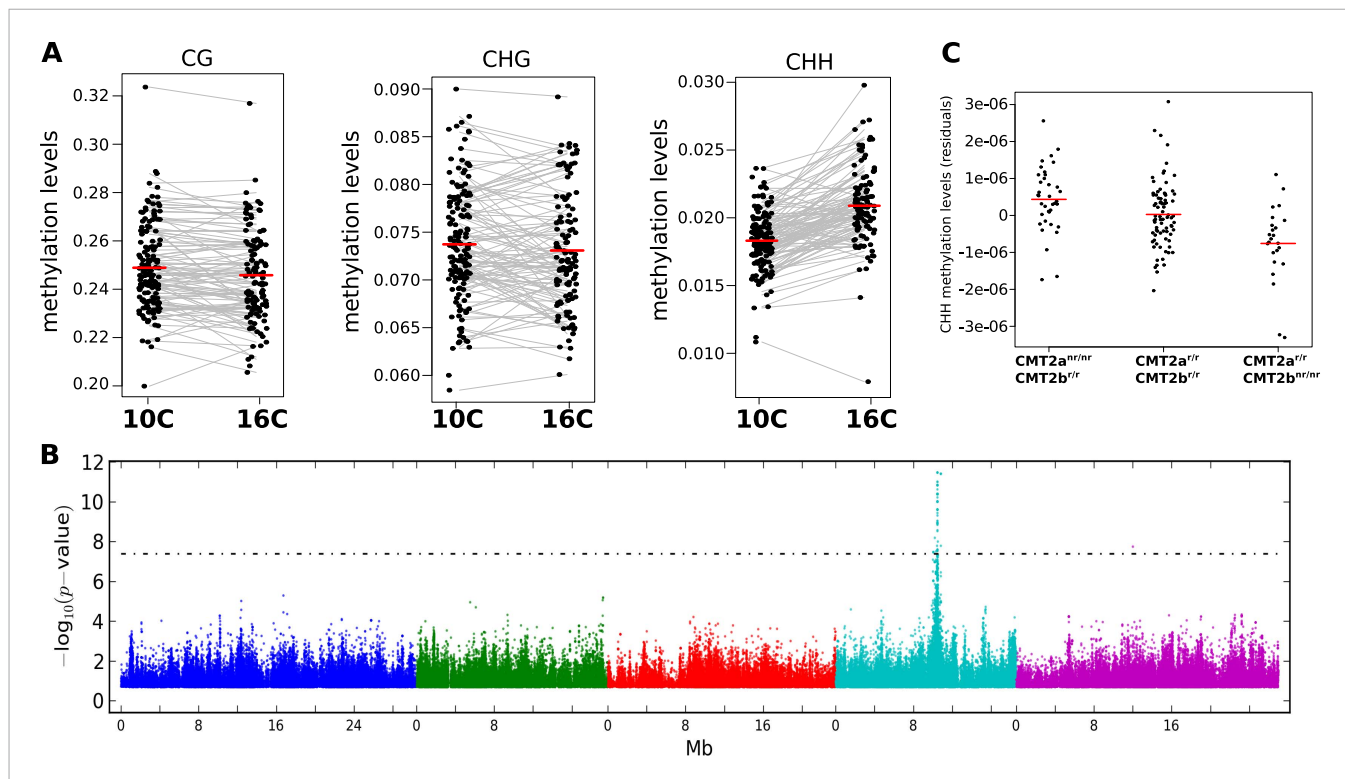 A
CG
methylation levels
0.32
0.30
0.28
0.26
0.24
0.22
0.20
10C 16C
CHG
methylation levels
0.090
0.085
0.080
0.075
0.070
0.065
0.060
10C 16C
CHH
methylation levels
0.030
0.025
0.020
0.015
0.010
10C 16C
C
CHH methylation levels (residuals)
3e-06
2e-06
1e-06
0
-1e-06
-2e-06
-3e-06
CMT2a^nr/nr CMT2a^r/r CMT2a^r/r
CMT2b^r/r CMT2b^r/r CMT2b^nr/nr
B
−log10(p−value)
12
10
8
6
4
2
0
0 8 16 24 0 8 16 0 8 16 0 8 16 0 8 16
Mb